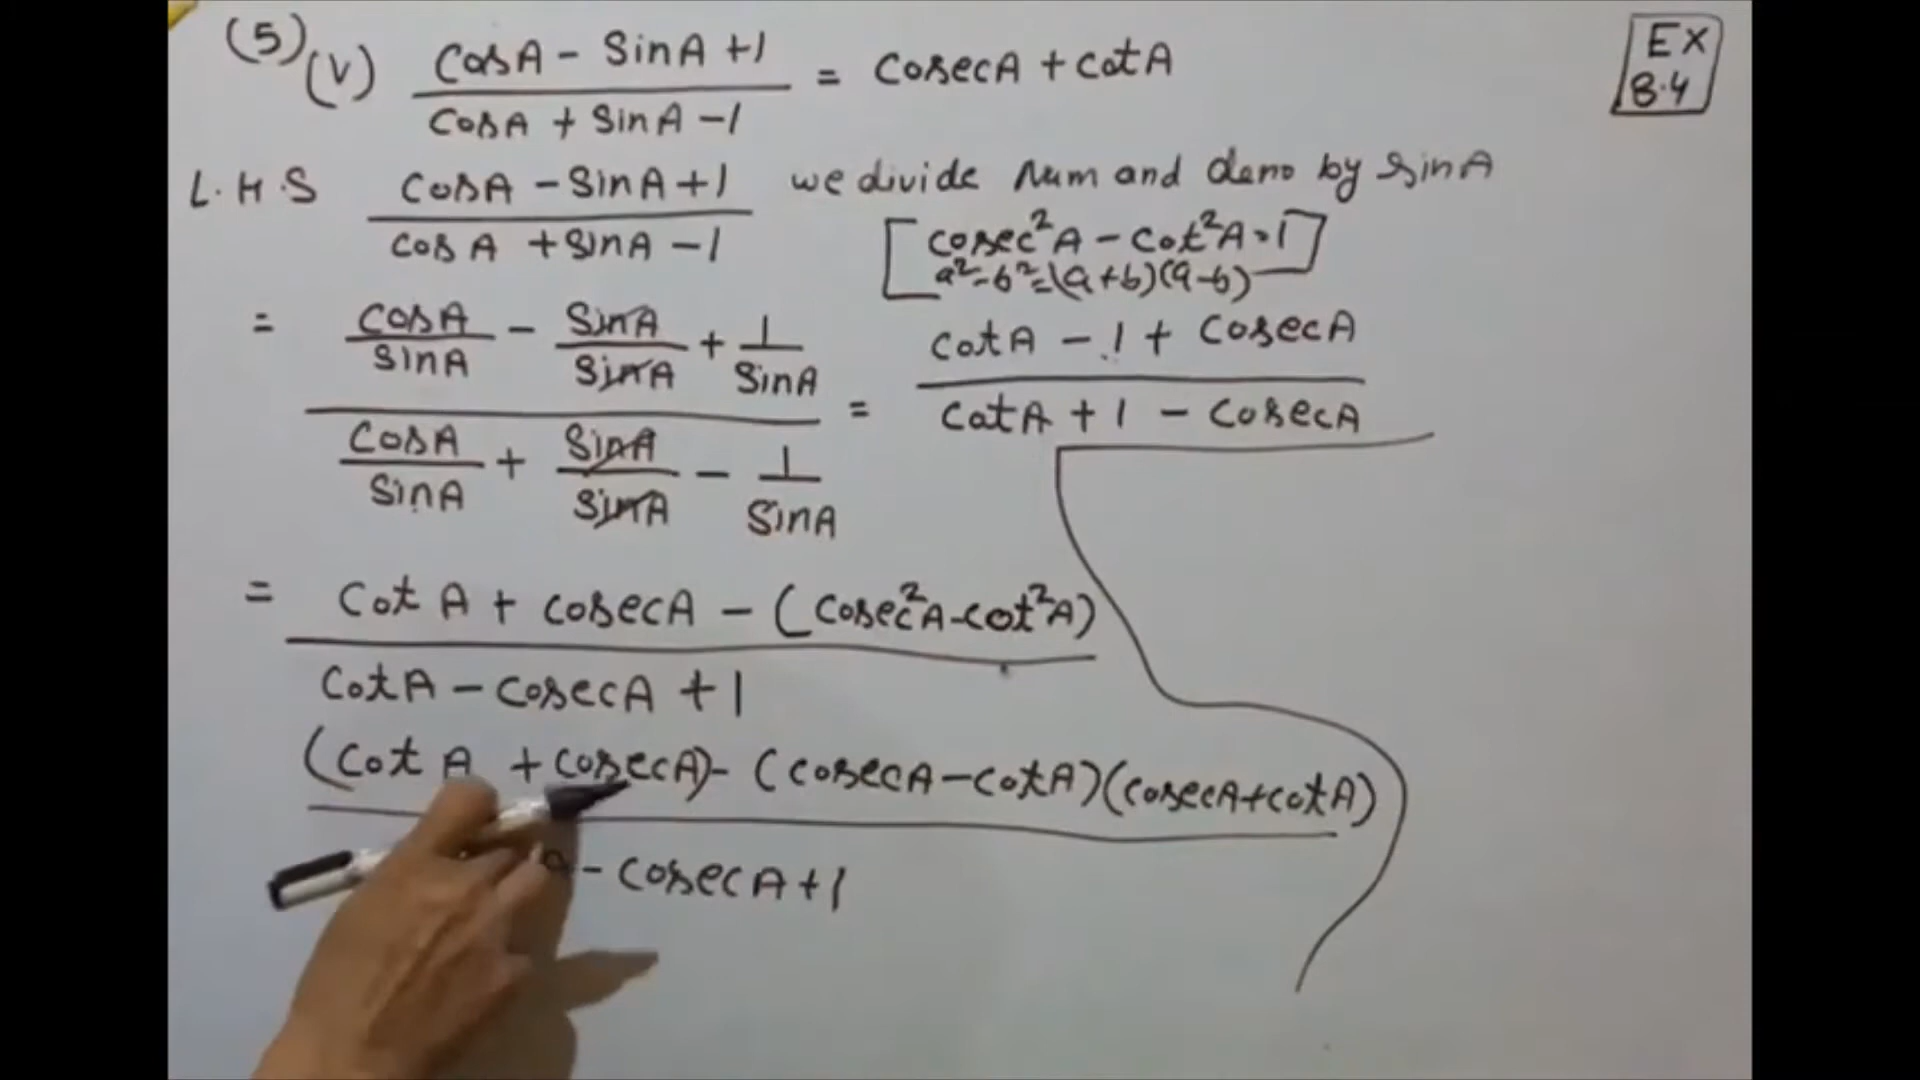 (5) (V) CosA - SinA +1 / CosA + SinA -1 = CosecA + cotA
EX 8.4
L.H.S CosA - SinA +1 / CosA + SinA -1 we divide Num and deno by SinA
[Cosec²A - Cot²A = 1]
a²-b²=(a+b)(a-b)
= CosA/SinA - SinA/SinA + 1/SinA / CosA/SinA + SinA/SinA - 1/SinA = CotA - 1 + CosecA / CotA + 1 - CosecA
= Cot A + CosecA - (Cosec²A - Cot²A) / CotA - CosecA + 1
(Cot A + CosecA) - (CosecA - CotA)(CosecA + CotA)
- CosecA + 1